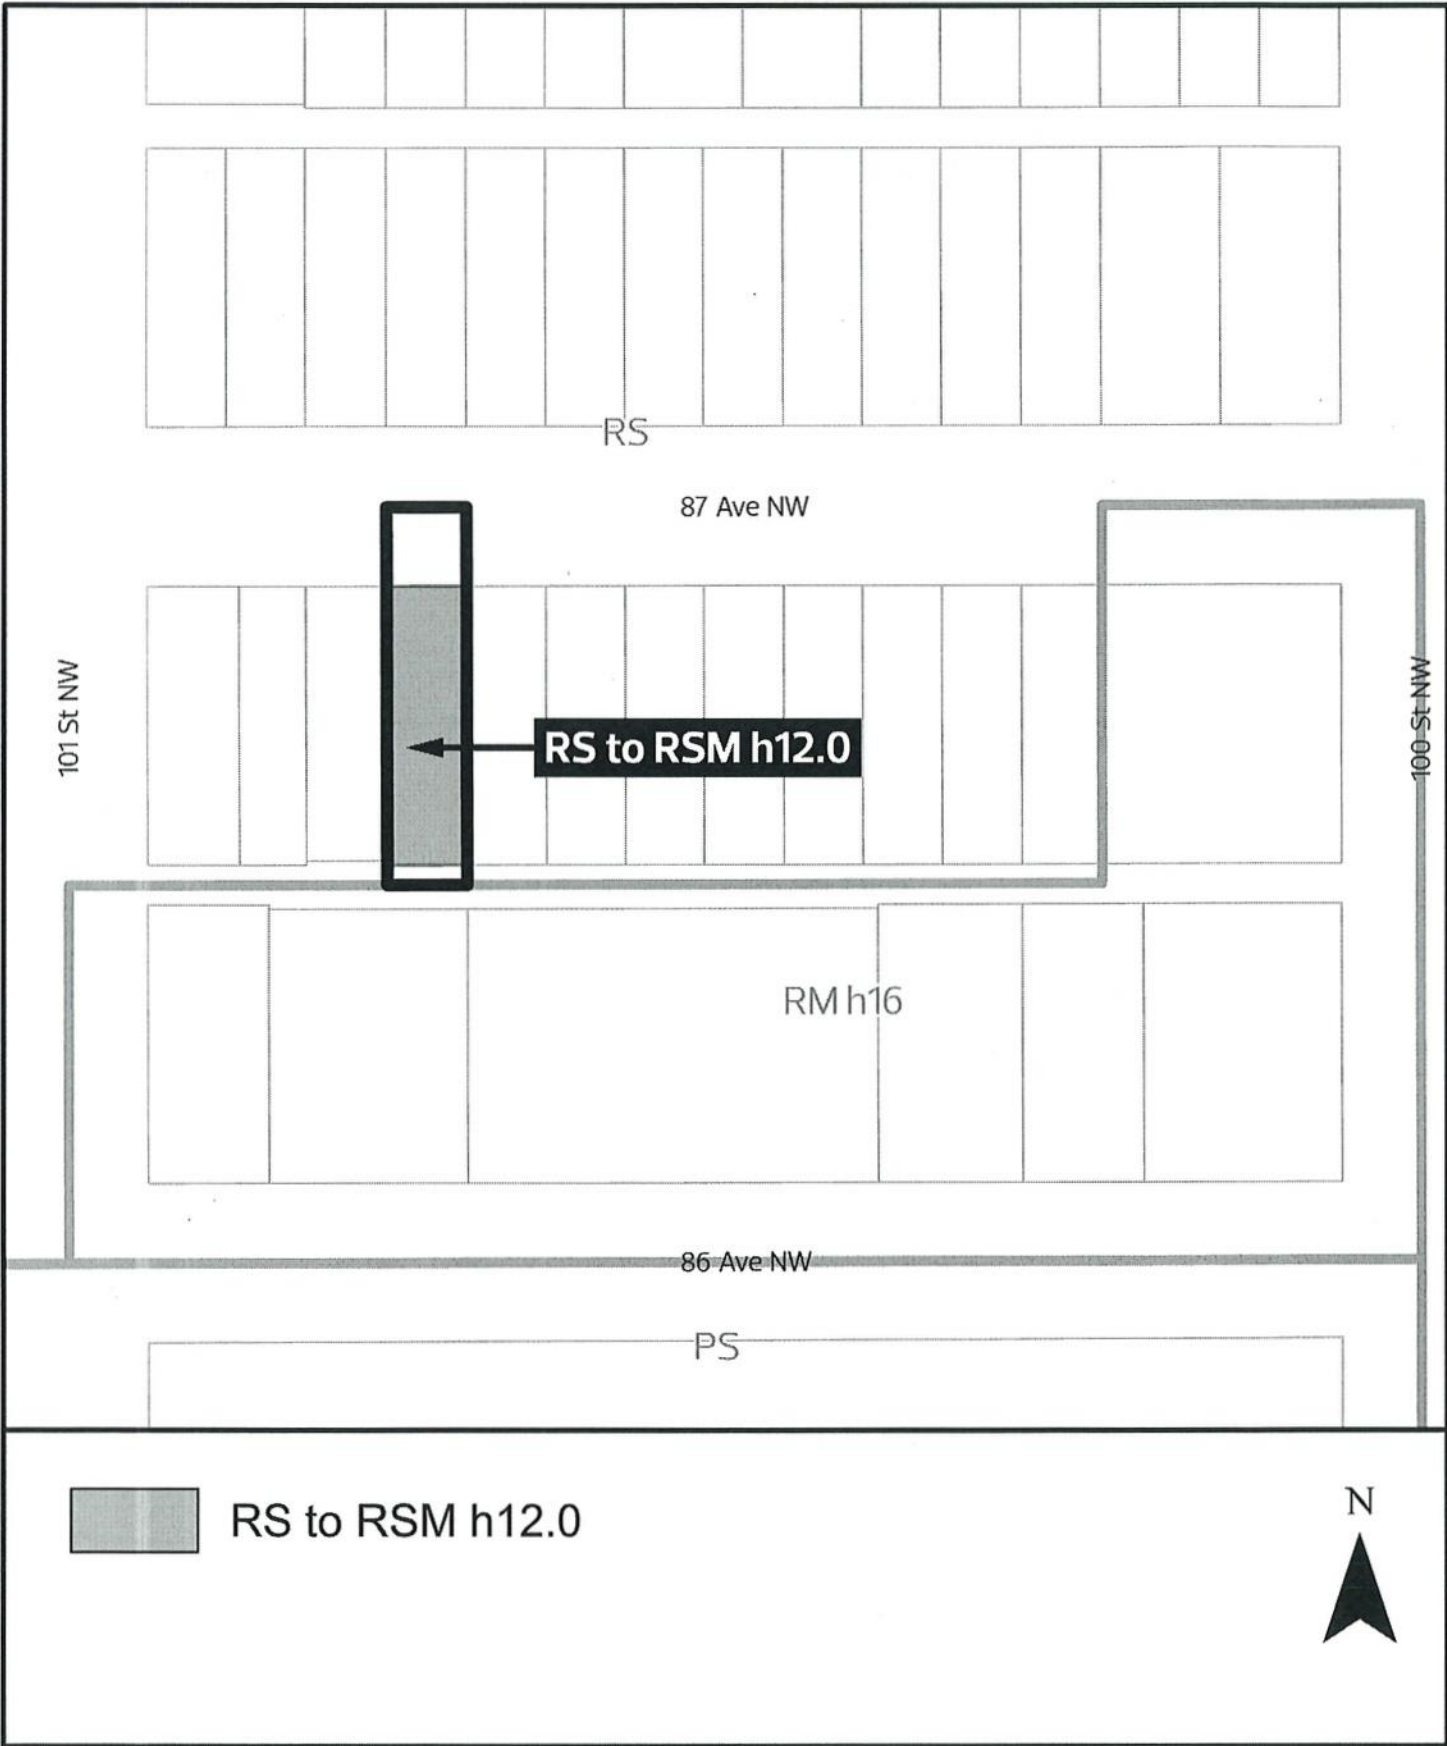 RS
87 Ave NW
101 St NW
RS to RSM h12.0
100 St NW
RM h16
86 Ave NW
PS
RS to RSM h12.0
N